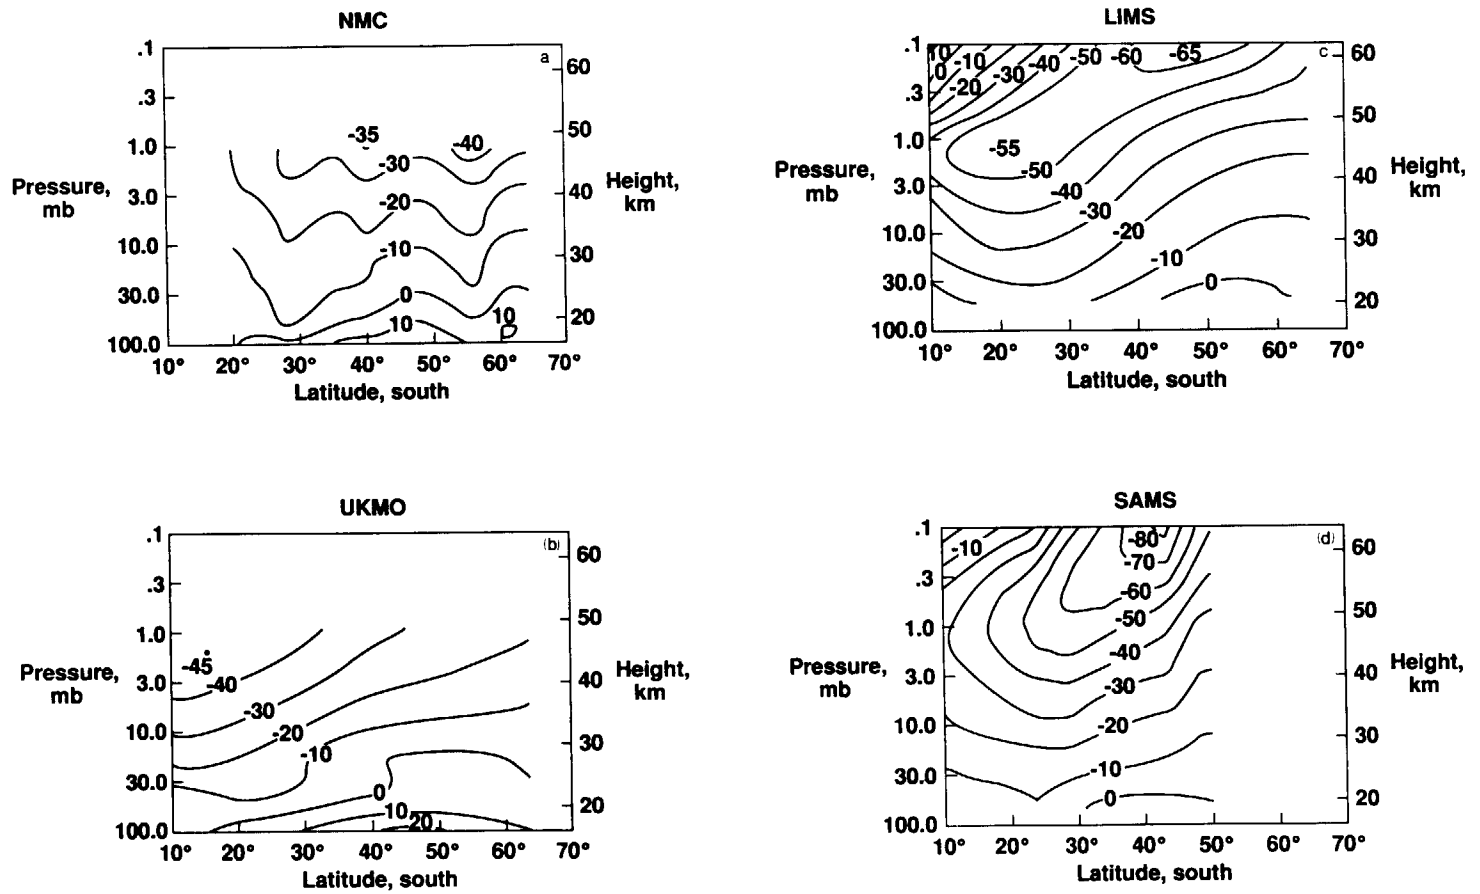 NMC
a
.1
.3
1.0
3.0
10.0
30.0
100.0
Pressure,
mb
60
50
40
30
20
Height,
km
-35
-40
-30
-20
-10
0
10
10
10° 20° 30° 40° 50° 60° 70°
Latitude, south
LIMS
c
.1
.3
1.0
3.0
10.0
30.0
100.0
Pressure,
mb
60
50
40
30
20
Height,
km
10
0
-10
-20
-30
-40
-50
-60
-65
-55
-50
-40
-30
-20
-10
0
10° 20° 30° 40° 50° 60° 70°
Latitude, south
UKMO
(b)
.1
.3
1.0
3.0
10.0
30.0
100.0
Pressure,
mb
60
50
40
30
20
Height,
km
-45
-40
-30
-20
-10
0
10
20
10° 20° 30° 40° 50° 60° 70°
Latitude, south
SAMS
(d)
.1
.3
1.0
3.0
10.0
30.0
100.0
Pressure,
mb
60
50
40
30
20
Height,
km
-10
-80
-70
-60
-50
-40
-30
-20
-10
0
10° 20° 30° 40° 50° 60° 70°
Latitude, south